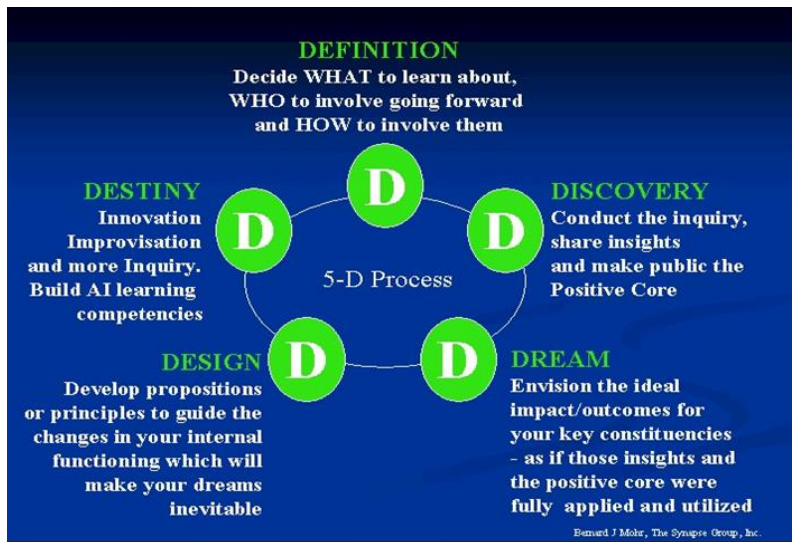 DEFINITION
Decide WHAT to learn about,
WHO to involve going forward
and HOW to involve them
D
DISCOVERY
Conduct the inquiry,
share insights
and make public the
Positive Core
D
DREAM
Envision the ideal
impact/outcomes for
your key constituencies
- as if those insights and
the positive core were
fully applied and utilized
D
DESIGN
Develop propositions
or principles to guide the
changes in your internal
functioning which will
make your dreams
inevitable
D
DESTINY
Innovation
Improvisation
and more Inquiry.
Build AI learning
competencies
D
5-D Process
Bernard J Mohr, The Synapse Group, Inc.